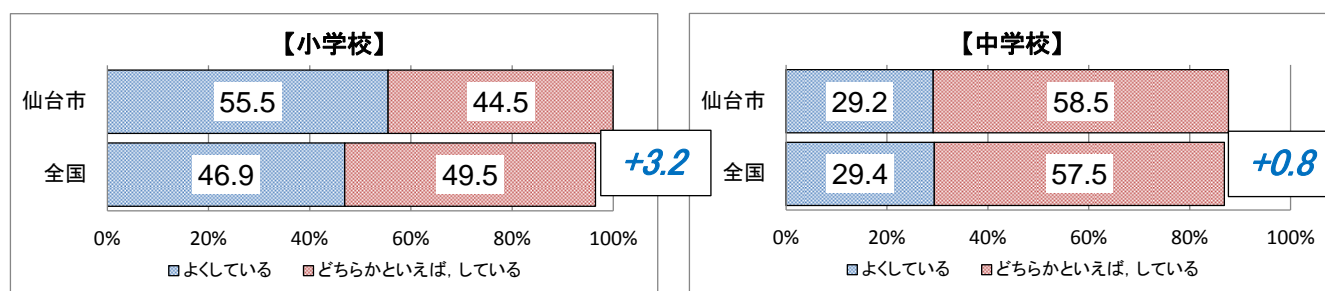 【小学校】
仙台市
55.5
44.5
全国
46.9
49.5
+3.2
0%
20%
40%
60%
80%
100%
よくしている
どちらかといえば，している
【中学校】
仙台市
29.2
58.5
全国
29.4
57.5
+0.8
0%
20%
40%
60%
80%
100%
よくしている
どちらかといえば，している